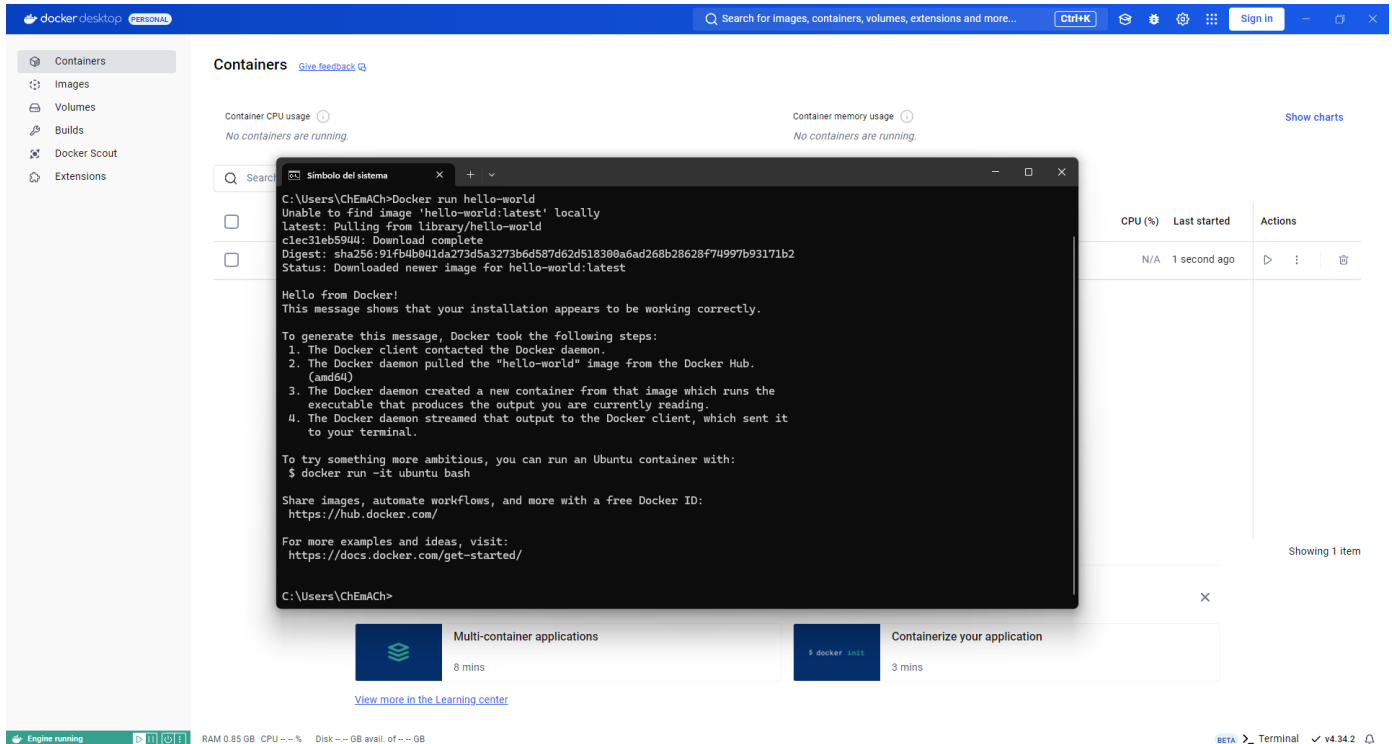 docker desktop PERSONAL
Search for images, containers, volumes, extensions and more... Ctrl+K
Sign in
Containers
Images
Volumes
Builds
Docker Scout
Extensions
Containers Give feedback
Container CPU usage
No containers are running.
Container memory usage
No containers are running.
Show charts
Search
CPU (%) Last started Actions
N/A 1 second ago
Showing 1 item
Símbolo del sistema
C:\Users\ChEmACh>Docker run hello-world
Unable to find image 'hello-world:latest' locally
latest: Pulling from library/hello-world
c1ec31eb5944: Download complete
Digest: sha256:91fb4b041da273d5a3273b6d587d62d518300a6ad268b28628f74997b93171b2
Status: Downloaded newer image for hello-world:latest
Hello from Docker!
This message shows that your installation appears to be working correctly.
To generate this message, Docker took the following steps:
1. The Docker client contacted the Docker daemon.
2. The Docker daemon pulled the "hello-world" image from the Docker Hub.
(amd64)
3. The Docker daemon created a new container from that image which runs the
executable that produces the output you are currently reading.
4. The Docker daemon streamed that output to the Docker client, which sent it
to your terminal.
To try something more ambitious, you can run an Ubuntu container with:
$ docker run -it ubuntu bash
Share images, automate workflows, and more with a free Docker ID:
https://hub.docker.com/
For more examples and ideas, visit:
https://docs.docker.com/get-started/
C:\Users\ChEmACh>
Multi-container applications
8 mins
$ docker init
Containerize your application
3 mins
View more in the Learning center
Engine running
RAM 0.85 GB CPU --.-- % Disk --.-- GB avail. of --.-- GB
BETA >_ Terminal v4.34.2